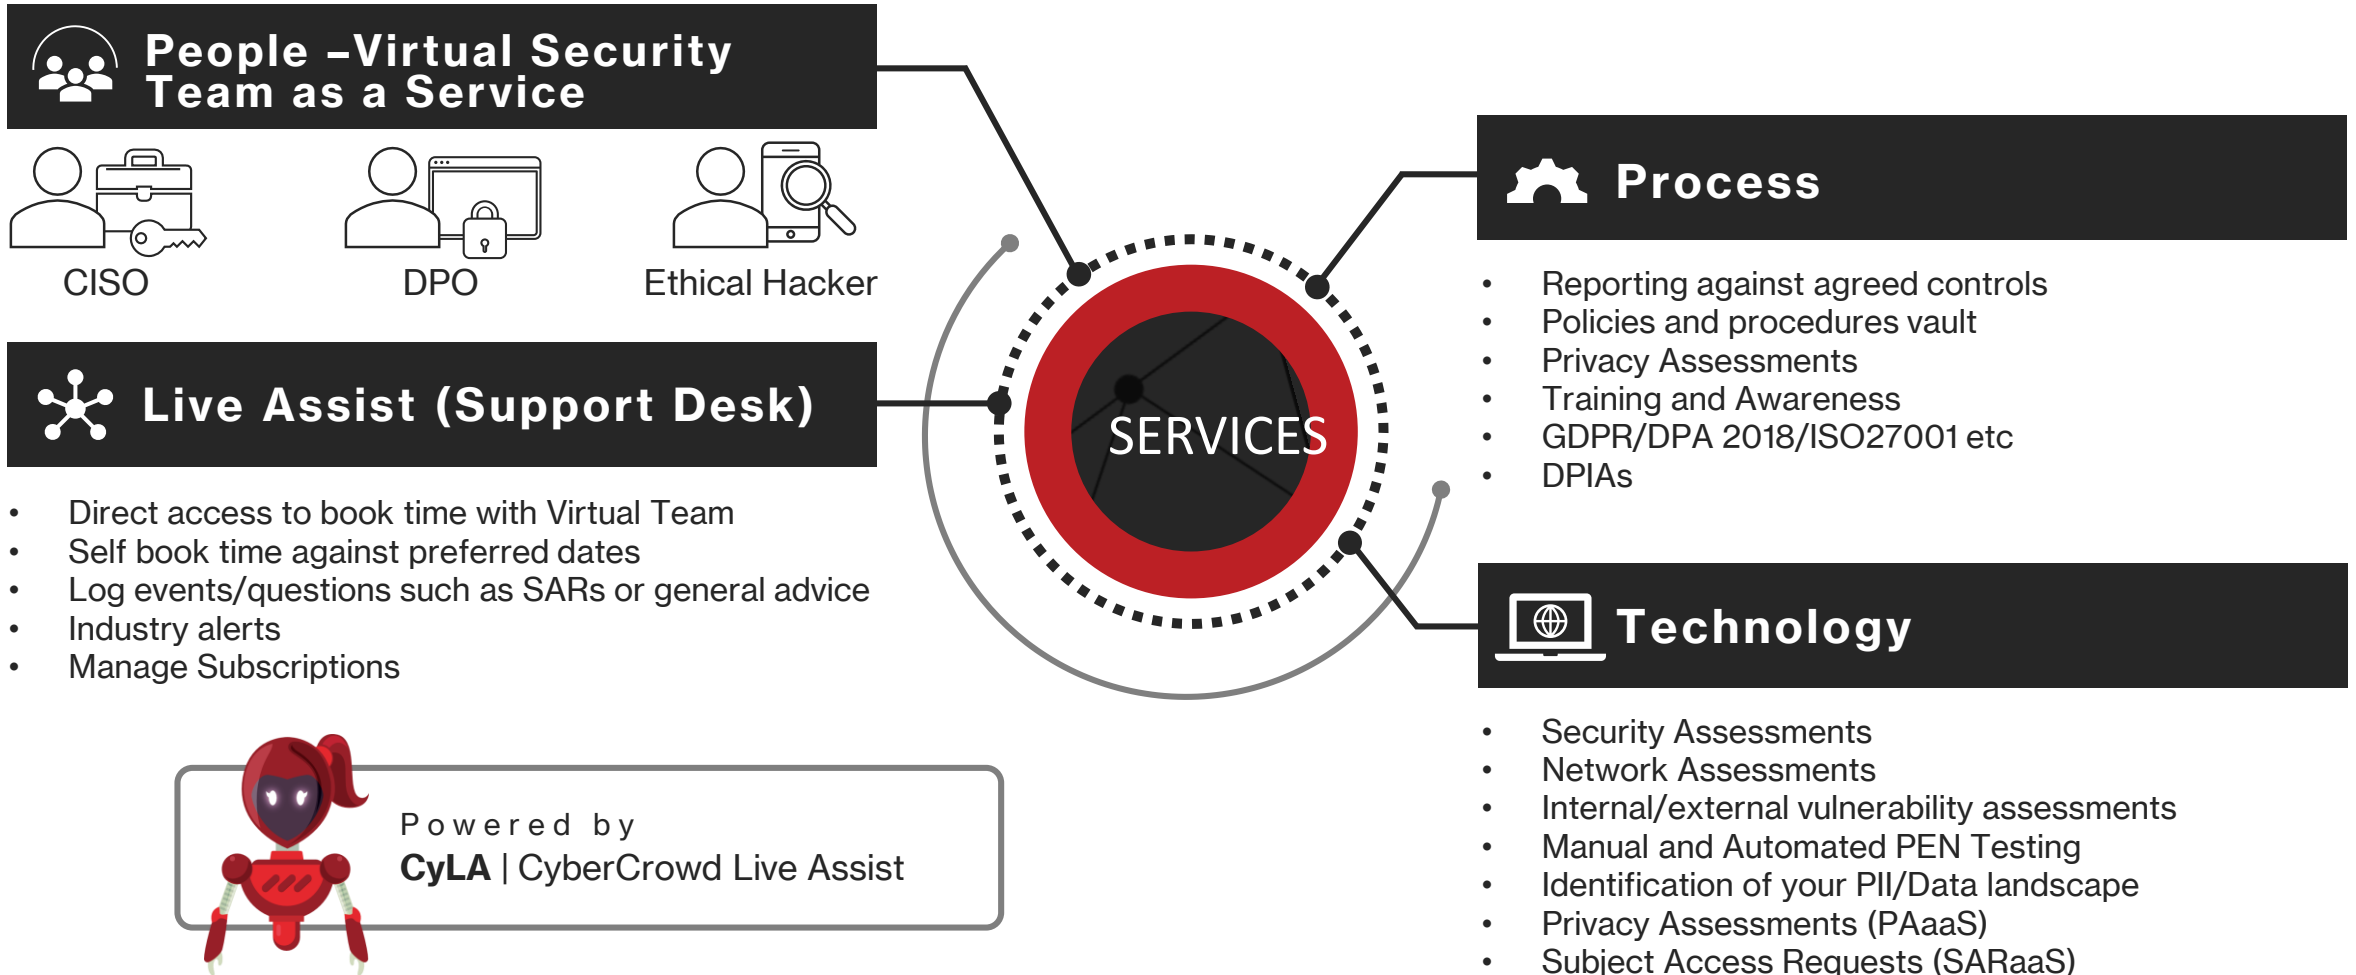 People –Virtual Security
Team as a Service
CISO
DPO
Ethical Hacker
Live Assist (Support Desk)
• Direct access to book time with Virtual Team
• Self book time against preferred dates
• Log events/questions such as SARs or general advice
• Industry alerts
• Manage Subscriptions
Powered by
CyLA | CyberCrowd Live Assist
SERVICES
Process
• Reporting against agreed controls
• Policies and procedures vault
• Privacy Assessments
• Training and Awareness
• GDPR/DPA 2018/ISO27001 etc
• DPIAs
Technology
• Security Assessments
• Network Assessments
• Internal/external vulnerability assessments
• Manual and Automated PEN Testing
• Identification of your PII/Data landscape
• Privacy Assessments (PAaaS)
• Subject Access Requests (SARaaS)